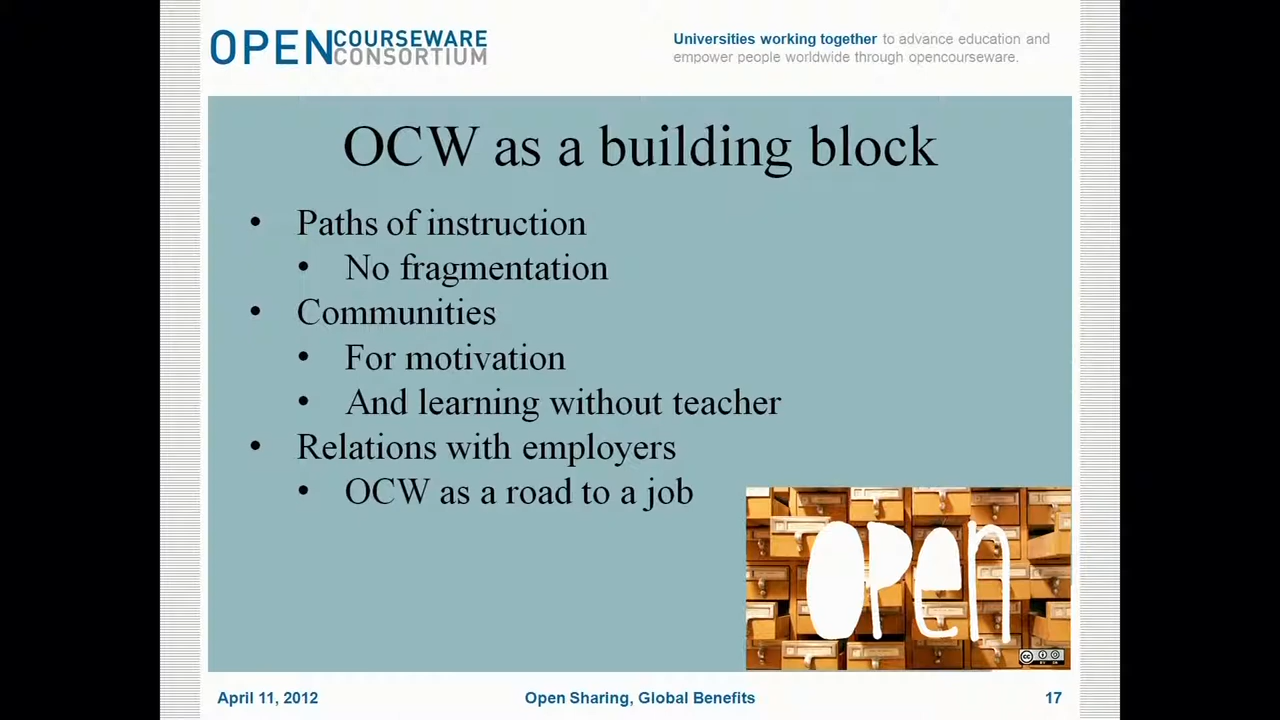 OPENCOURSEWARE
CONSORTIUM
Universities working together to advance education and
empower people worldwide through opencourseware.
OCW as a building block
• Paths of instruction
• No fragmentation
• Communities
• For motivation
• And learning without teacher
• Relations with employers
• OCW as a road to a job
open
April 11, 2012
Open Sharing, Global Benefits
17